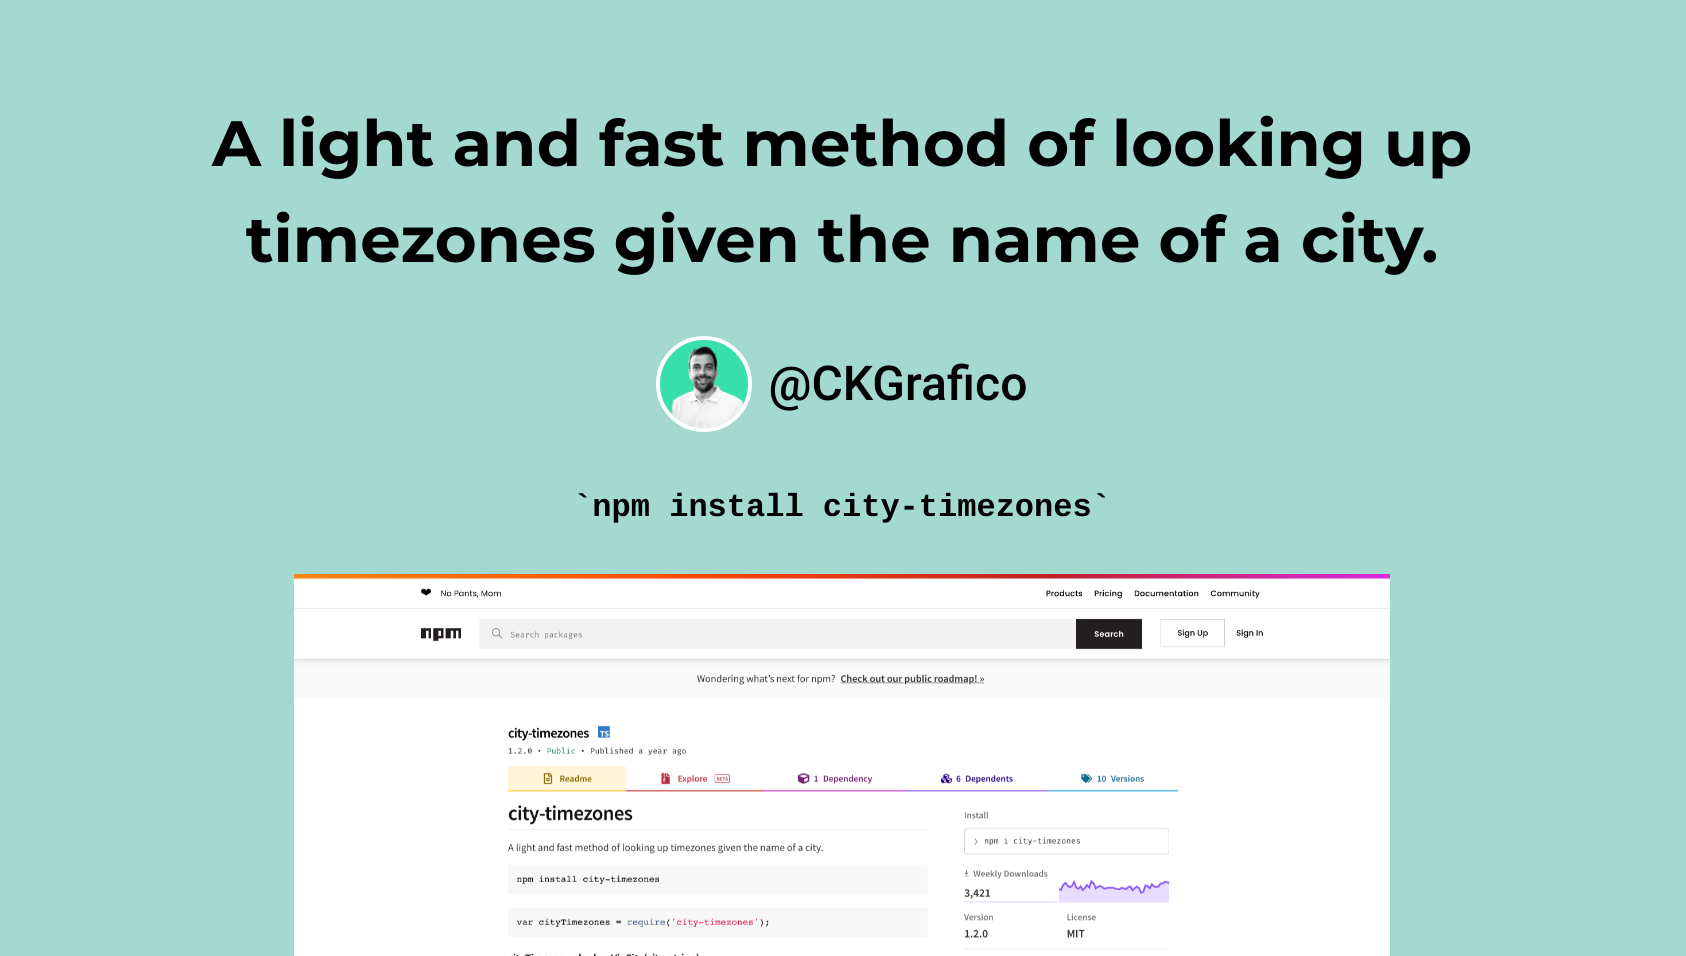 A light and fast method of looking up
timezones given the name of a city.
@CKGrafico
`npm install city-timezones`
❤ No Pants, Mom
Products Pricing Documentation Community
npm
Search packages
Search
Sign Up
Sign In
Wondering what's next for npm? Check out our public roadmap! »
city-timezones TS
1.2.0 • Public • Published a year ago
Readme
Explore BETA
1 Dependency
6 Dependents
10 Versions
city-timezones
A light and fast method of looking up timezones given the name of a city.
npm install city-timezones
var cityTimezones = require('city-timezones');
Install
> npm i city-timezones
Weekly Downloads
3,421
Version License
1.2.0 MIT